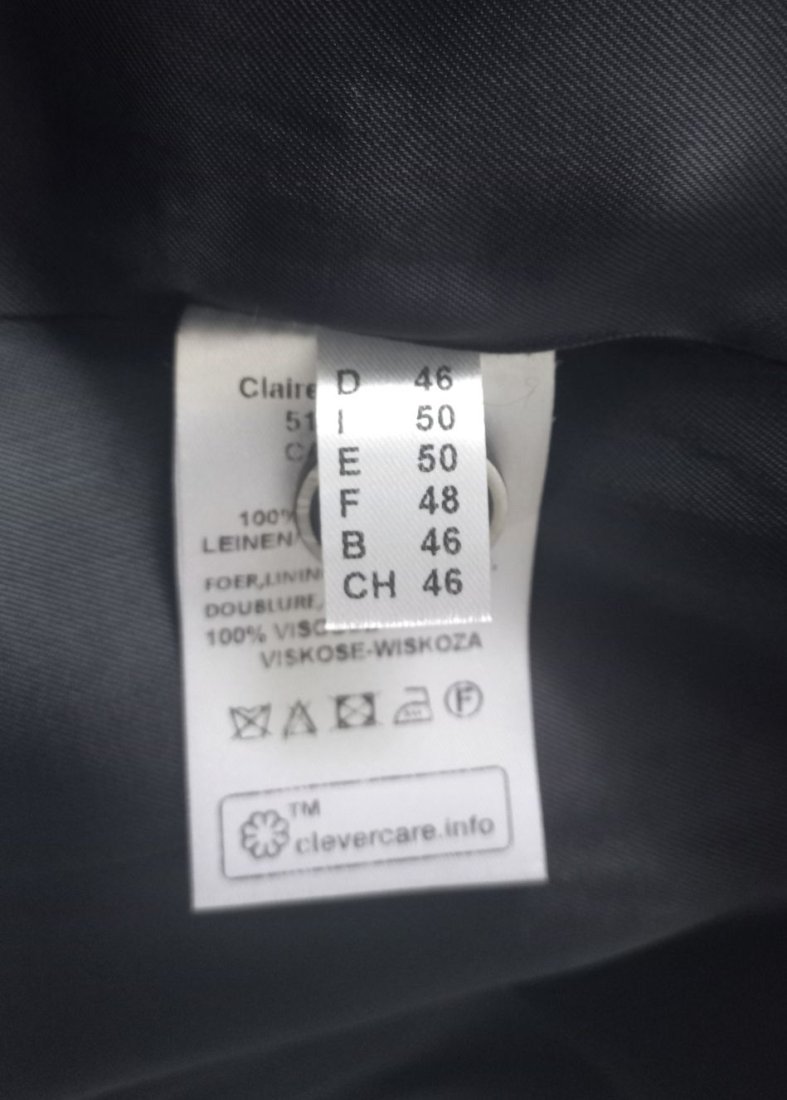 D 46
I 50
E 50
F 48
B 46
CH 46
Claire
51
100%
LEINEN
FOER,LININ
DOUBLURE,
100% VISC
VISKOSE-WISKOZA
F
TM
clevercare.info